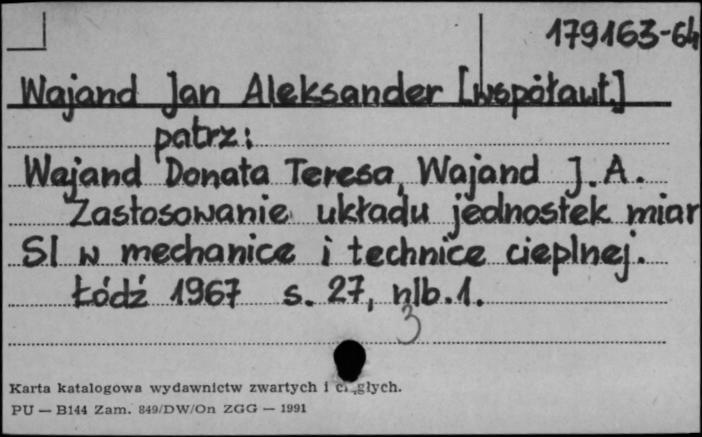 179163-64
Wajand Jan Aleksander [współaut.]
patrz:
Wajand Donata Teresa, Wajand J.A.
Zastosowanie układu jednostek miar
SI w mechanice i technice cieplnej.
Łódź 1967 s. 27, nlb.1.
3
Karta katalogowa wydawnictw zwartych i ciągłych.
PU — B144 Zam. 849/DW/On ZGG — 1991